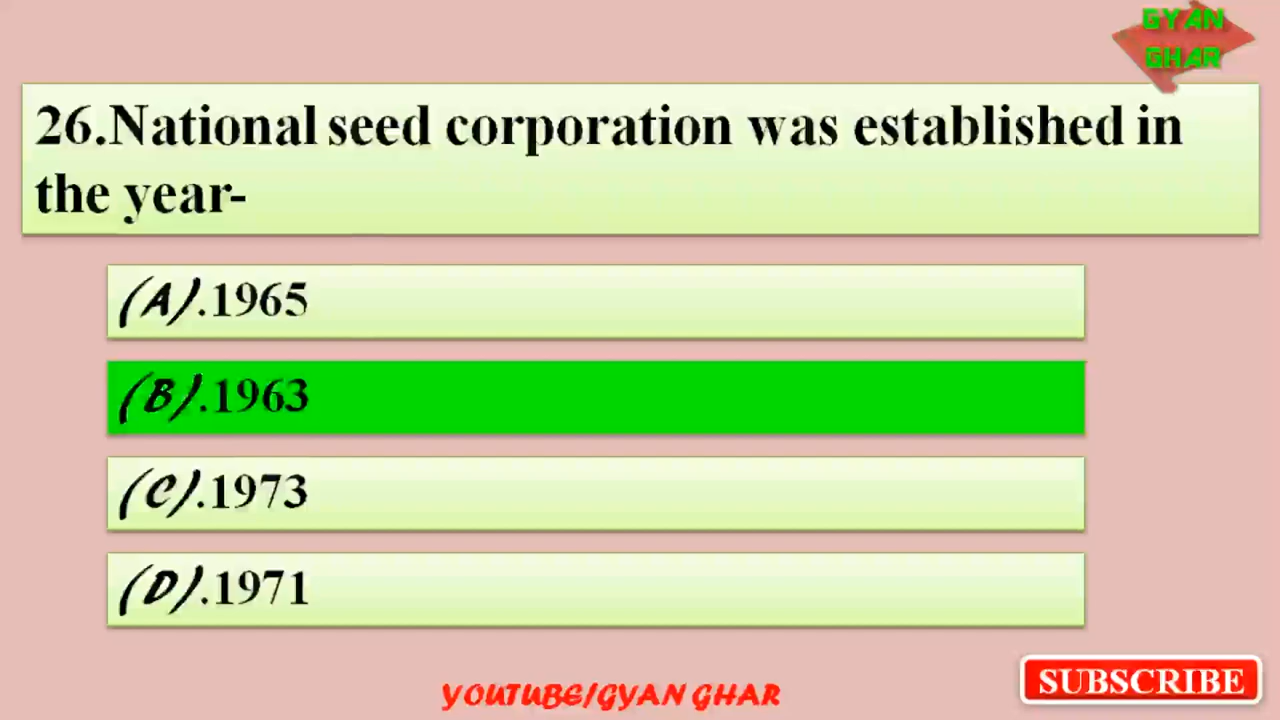 GYAN
GHAR
26.National seed corporation was established in
the year-
(A).1965
(B).1963
(C).1973
(D).1971
YOUTUBE/GYAN GHAR
SUBSCRIBE